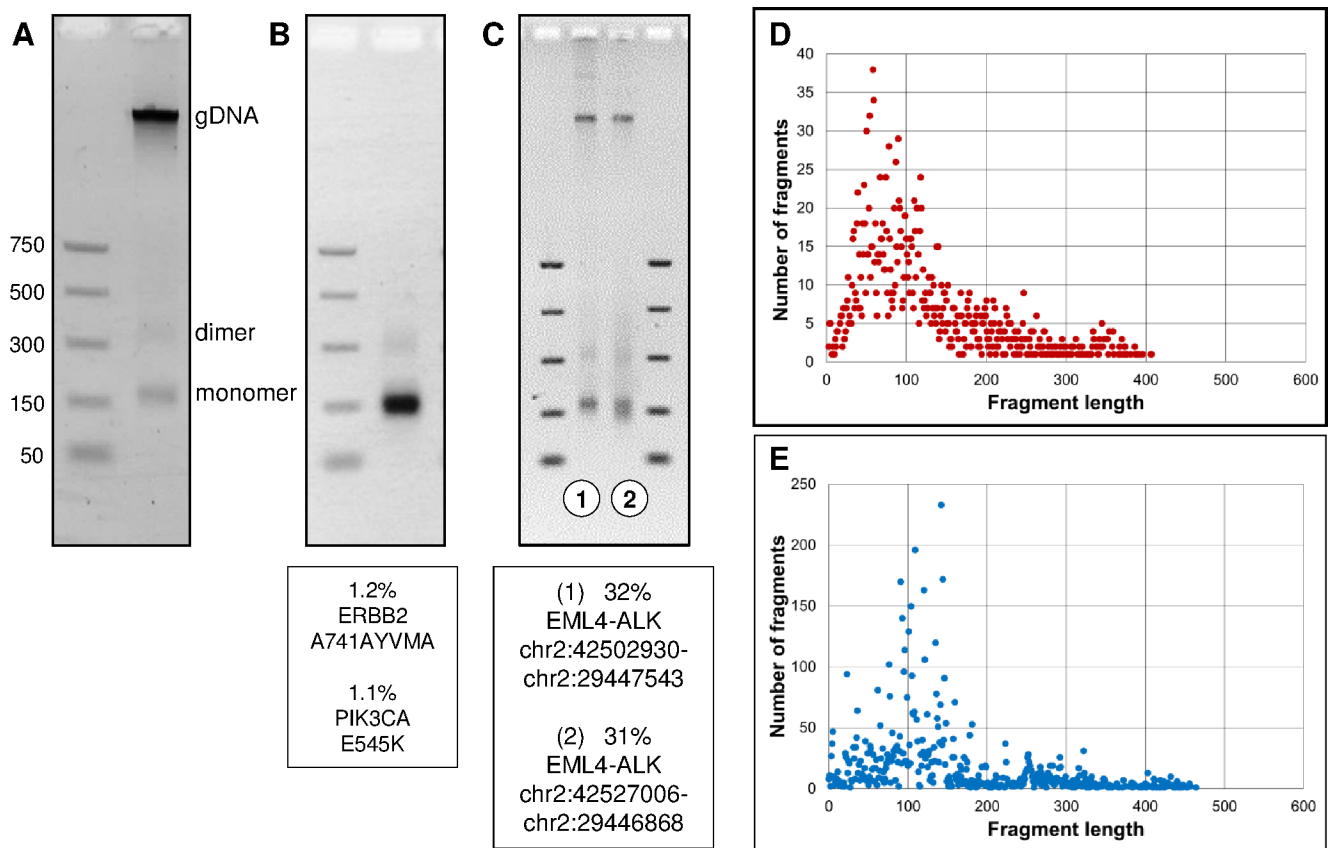 A
gDNA
750
500
300
dimer
150
monomer
50
B
1.2%
ERBB2
A741AYVMA
1.1%
PIK3CA
E545K
C
1
2
(1) 32%
EML4-ALK
chr2:42502930-
chr2:29447543
(2) 31%
EML4-ALK
chr2:42527006-
chr2:29446868
D
Number of fragments
40
35
30
25
20
15
10
5
0
0 100 200 300 400 500 600
Fragment length
E
Number of fragments
250
200
150
100
50
0
0 100 200 300 400 500 600
Fragment length